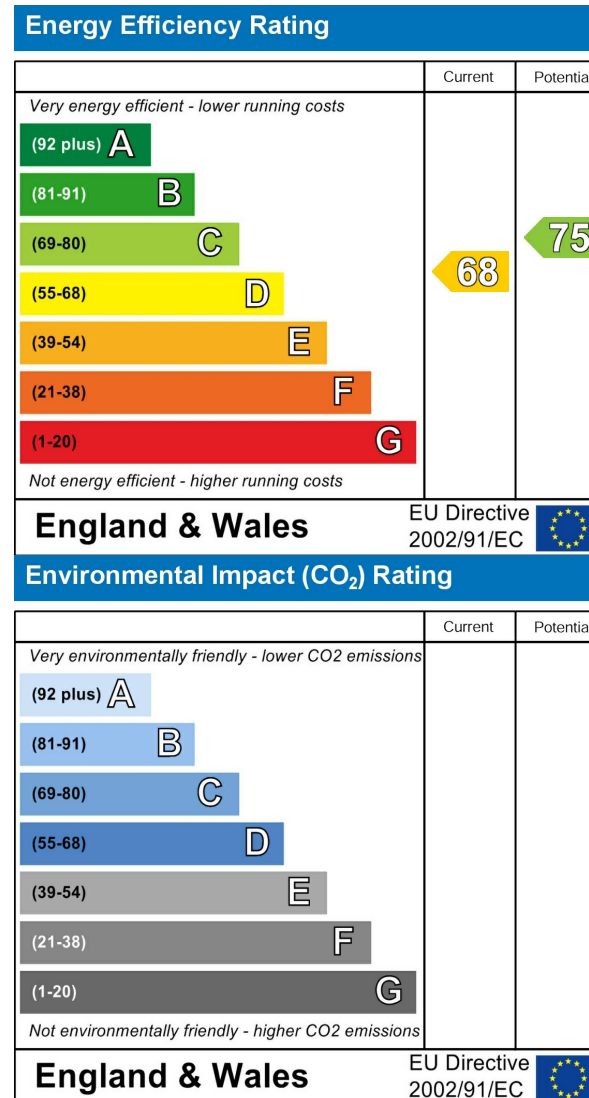 Energy Efficiency Rating
Current Potentia
Very energy efficient - lower running costs
(92 plus) A
(81-91) B
(69-80) C
75
(55-68) D
68
(39-54) E
(21-38) F
(1-20) G
Not energy efficient - higher running costs
England & Wales
EU Directive
2002/91/EC
Environmental Impact (CO₂) Rating
Current Potentia
Very environmentally friendly - lower CO2 emissions
(92 plus) A
(81-91) B
(69-80) C
(55-68) D
(39-54) E
(21-38) F
(1-20) G
Not environmentally friendly - higher CO2 emissions
England & Wales
EU Directive
2002/91/EC